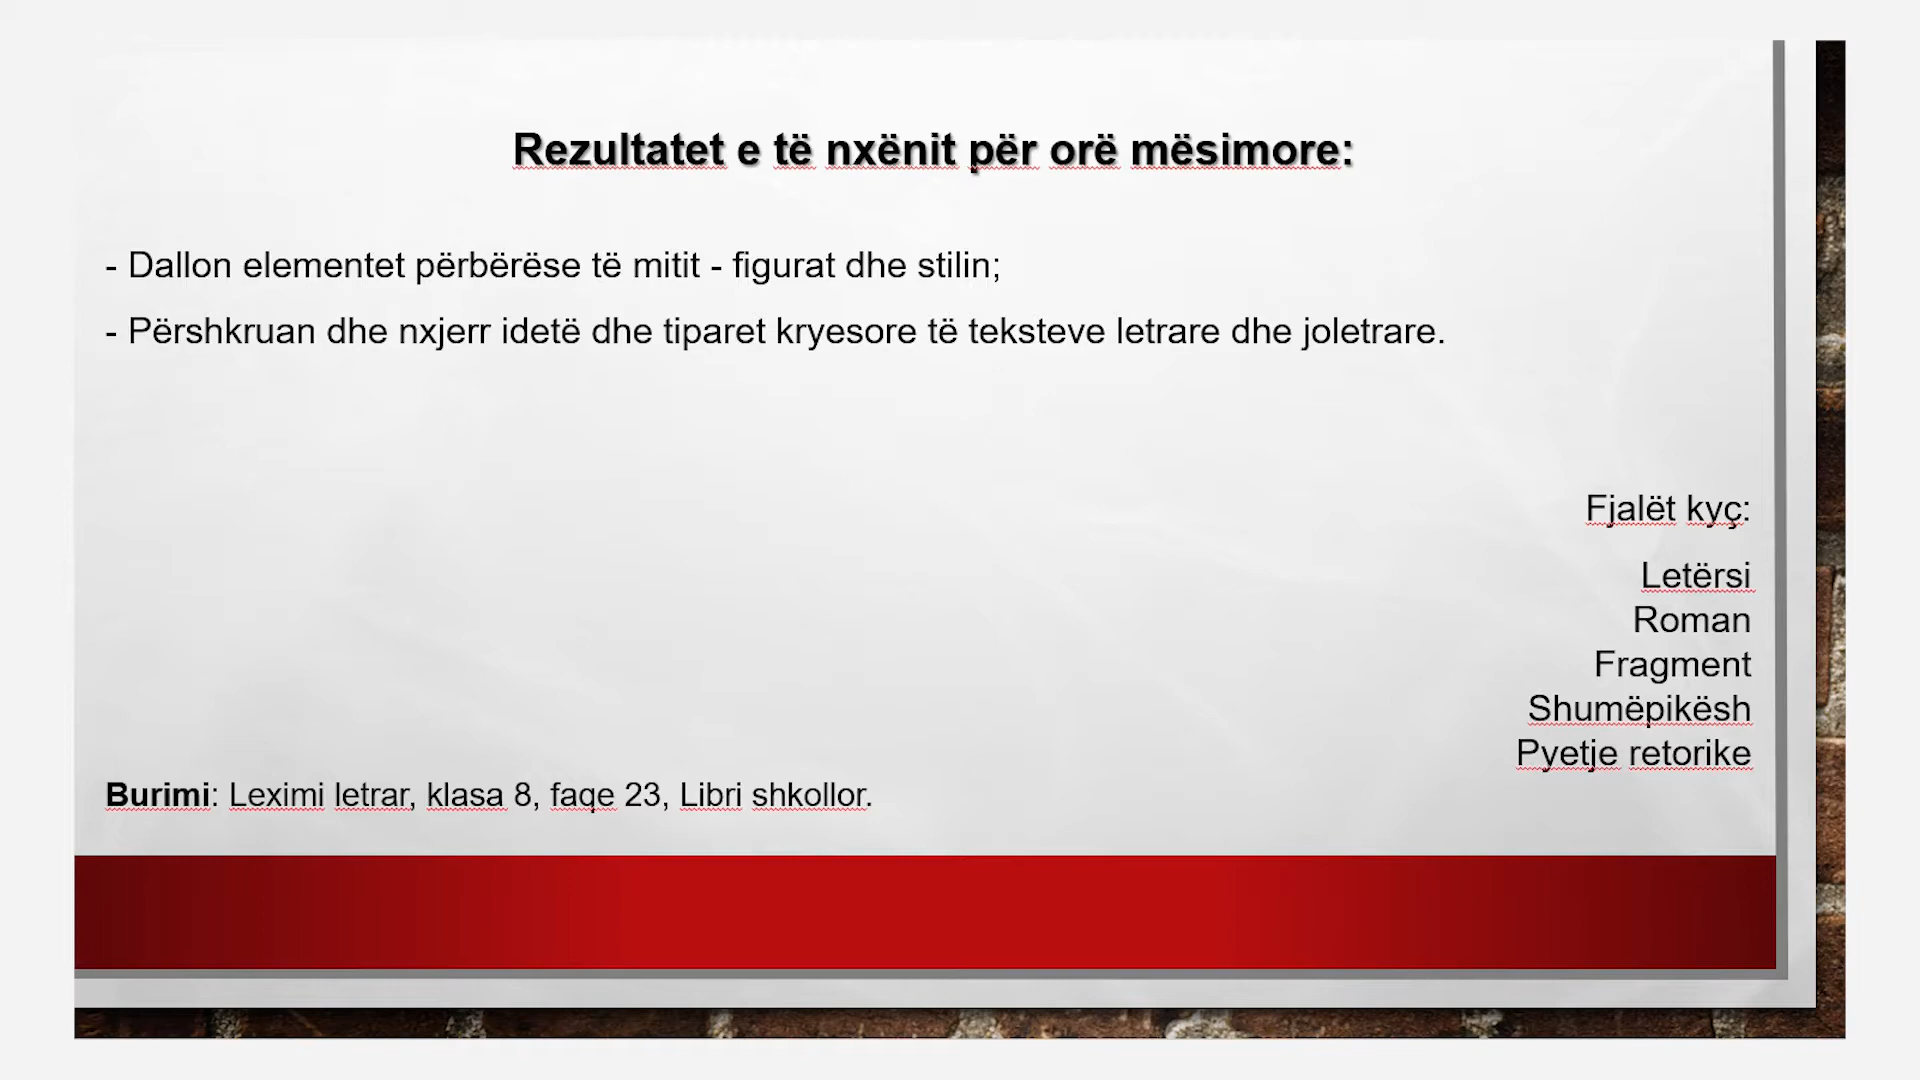 Rezultatet e të nxënit për orë mësimore:
- Dallon elementet përbërëse të mitit - figurat dhe stilin;
- Përshkruan dhe nxjerr idetë dhe tiparet kryesore të teksteve letrare dhe joletrare.
Fjalët kyç:
Letërsi
Roman
Fragment
Shumëpikësh
Pyetje retorike
Burimi: Leximi letrar, klasa 8, faqe 23, Libri shkollor.